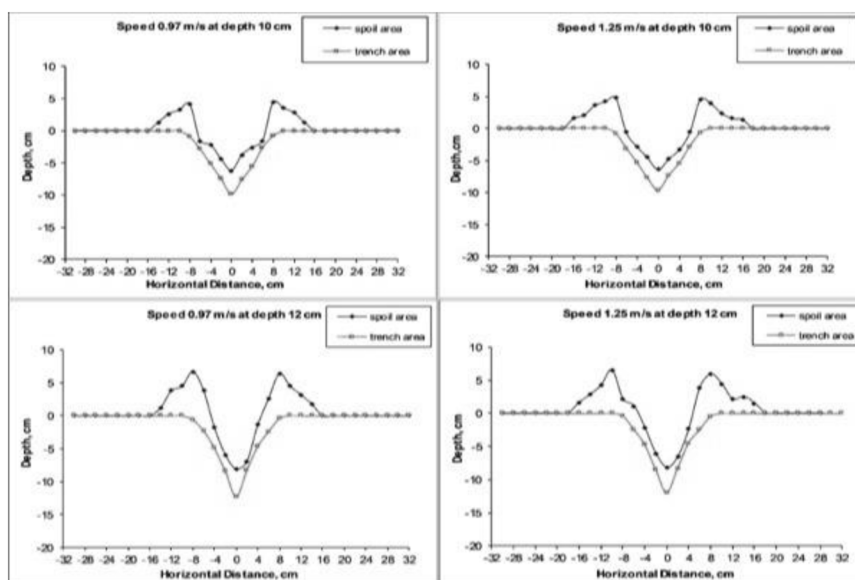 Speed 0.97 m/s at depth 10 cm
spoil area
trench area
10
5
0
-5
-10
-15
-20
Depth,cm
-32 -28 -24 -20 -16 -12 -8 -4 0 4 8 12 16 20 24 28 32
Horizontal Distance, cm
Speed 1.25 m/s at depth 10 cm
spoil area
trench area
10
5
0
-5
-10
-15
-20
Depth,cm
-32 -28 -24 -20 -16 -12 -8 -4 0 4 8 12 16 20 24 28 32
Horizontal Distance, cm
Speed 0.97 m/s at depth 12 cm
spoil area
trench area
10
5
0
-5
-10
-15
-20
Depth,cm
-32 -28 -24 -20 -16 -12 -8 -4 0 4 8 12 16 20 24 28 32
Horizontal Distance, cm
Speed 1.25 m/s at depth 12 cm
spoil area
trench area
10
5
0
-5
-10
-15
-20
Depth,cm
-32 -28 -24 -20 -16 -12 -8 -4 0 4 8 12 16 20 24 28 32
Horizontal Distance, cm